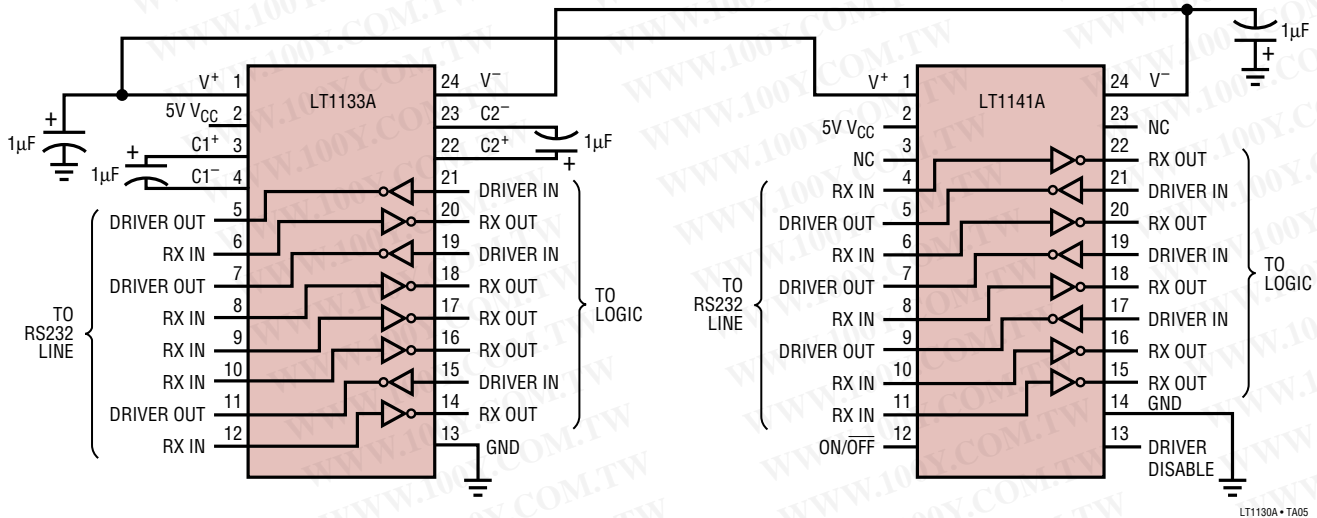 1µF
V+ 1
LT1133A
24 V−
V+ 1
LT1141A
24 V−
5V VCC 2
23 C2−
5V VCC 2
23 NC
1µF
C1+ 3
22 C2+
1µF
NC 3
22 RX OUT
1µF
C1− 4
21 DRIVER IN
RX IN 4
21 DRIVER IN
DRIVER OUT 5
20 RX OUT
DRIVER OUT 5
20 RX OUT
RX IN 6
19 DRIVER IN
RX IN 6
19 DRIVER IN
DRIVER OUT 7
18 RX OUT
DRIVER OUT 7
18 RX OUT
TO RS232 LINE
RX IN 8
17 RX OUT
TO LOGIC
TO RS232 LINE
RX IN 8
17 DRIVER IN
TO LOGIC
RX IN 9
16 RX OUT
DRIVER OUT 9
16 RX OUT
RX IN 10
15 DRIVER IN
RX IN 10
15 RX OUT
DRIVER OUT 11
14 RX OUT
RX IN 11
14 GND
RX IN 12
13 GND
ON/OFF 12
13 DRIVER DISABLE
LT1130A • TA05
WWW.100Y.COM.TW